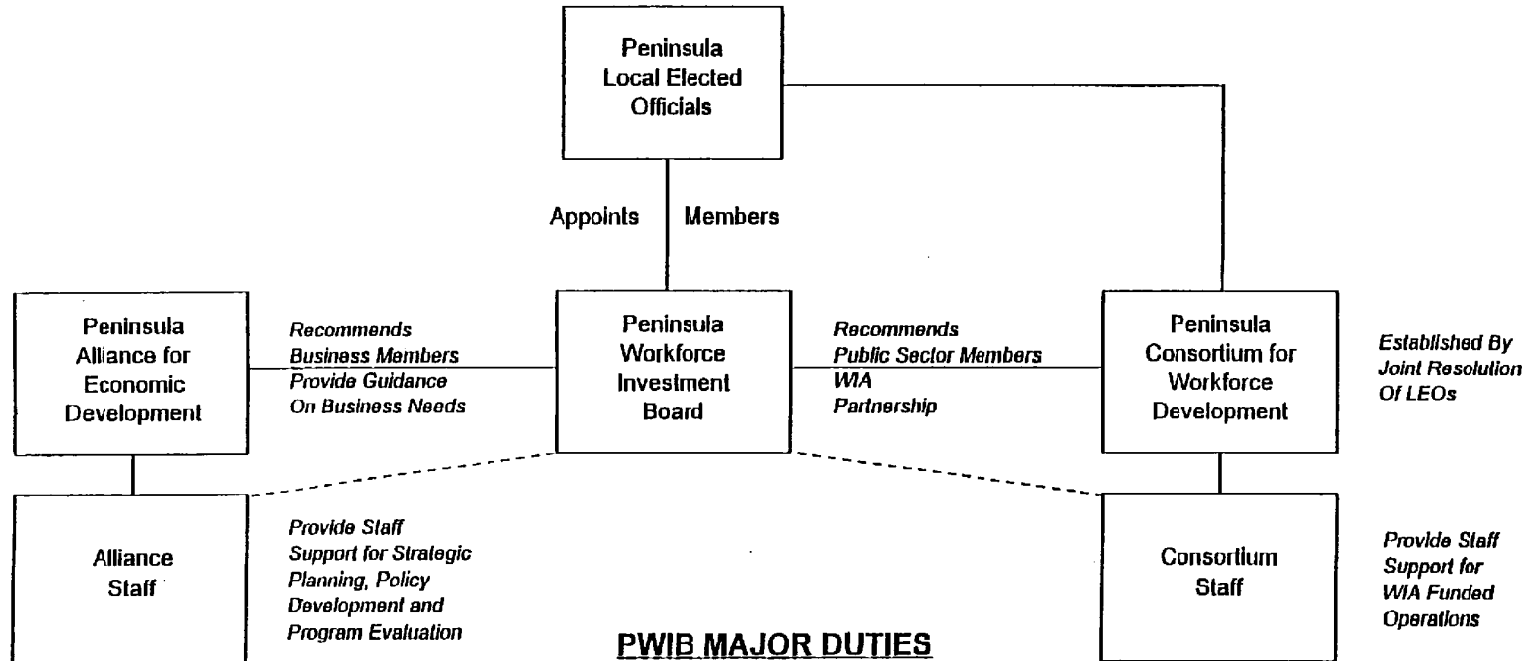 Peninsula
Local Elected
Officials
Appoints Members
Peninsula
Alliance for
Economic
Development
Recommends
Business Members
Provide Guidance
On Business Needs
Peninsula
Workforce
Investment
Board
Recommends
Public Sector Members
WIA
Partnership
Peninsula
Consortium for
Workforce
Development
Established By
Joint Resolution
Of LEOs
Alliance
Staff
Provide Staff
Support for Strategic
Planning, Policy
Development and
Program Evaluation
Consortium
Staff
Provide Staff
Support for
WIA Funded
Operations
PWIB MAJOR DUTIES